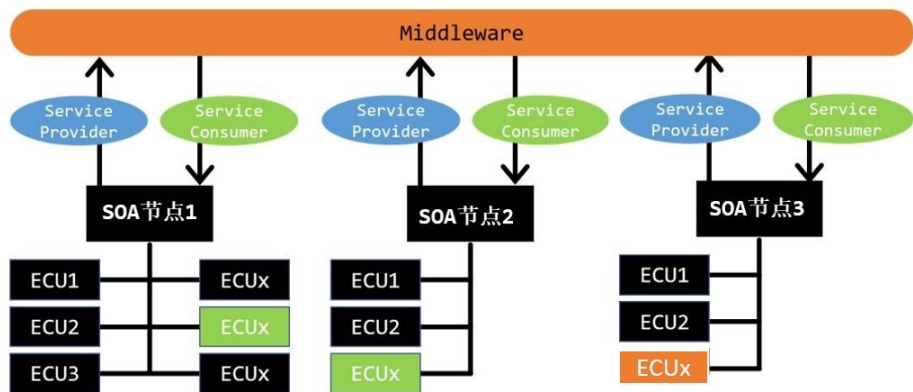 Middleware
Service
Provider
Service
Consumer
Service
Provider
Service
Consumer
Service
Provider
Service
Consumer
SOA节点1
SOA节点2
SOA节点3
ECU1
ECUx
ECU2
ECUx
ECU3
ECUx
ECU1
ECU2
ECUx
ECU1
ECU2
ECUx